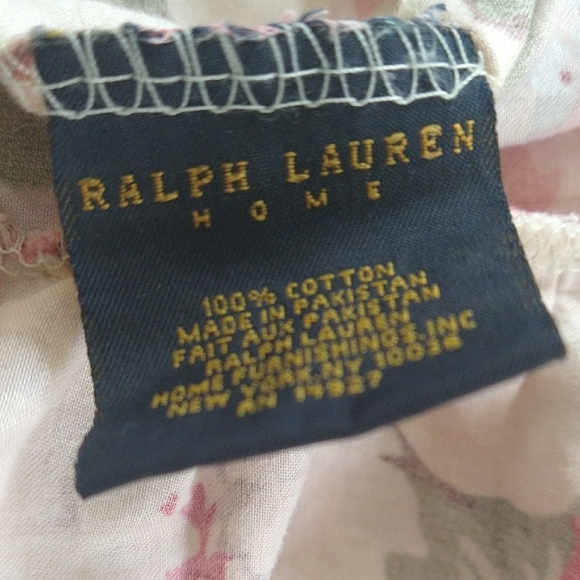 RALPH LAUREN
HOME
100% COTTON
MADE IN PAKISTAN
FAIT AUX PAKISTAN
RALPH LAUREN
HOME FURNISHINGS, INC
NEW YORK, NY 10036
RN 14927